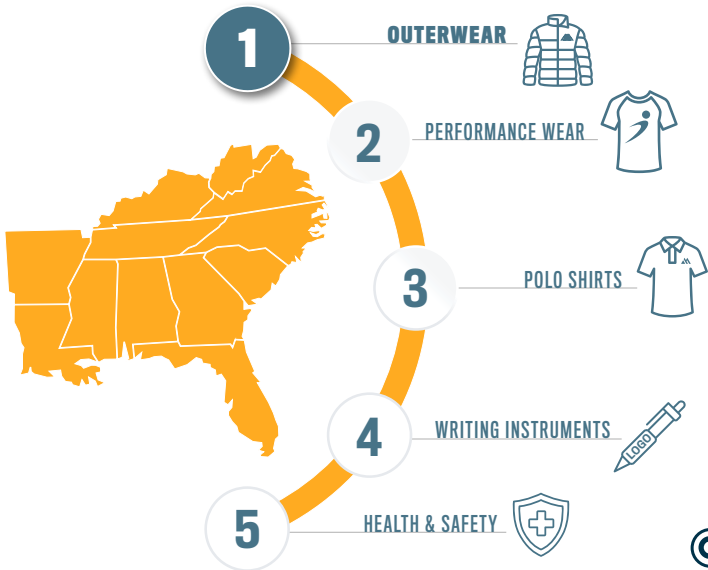 1
OUTERWEAR
2
PERFORMANCE WEAR
3
POLO SHIRTS
4
WRITING INSTRUMENTS
LOGO
5
HEALTH & SAFETY